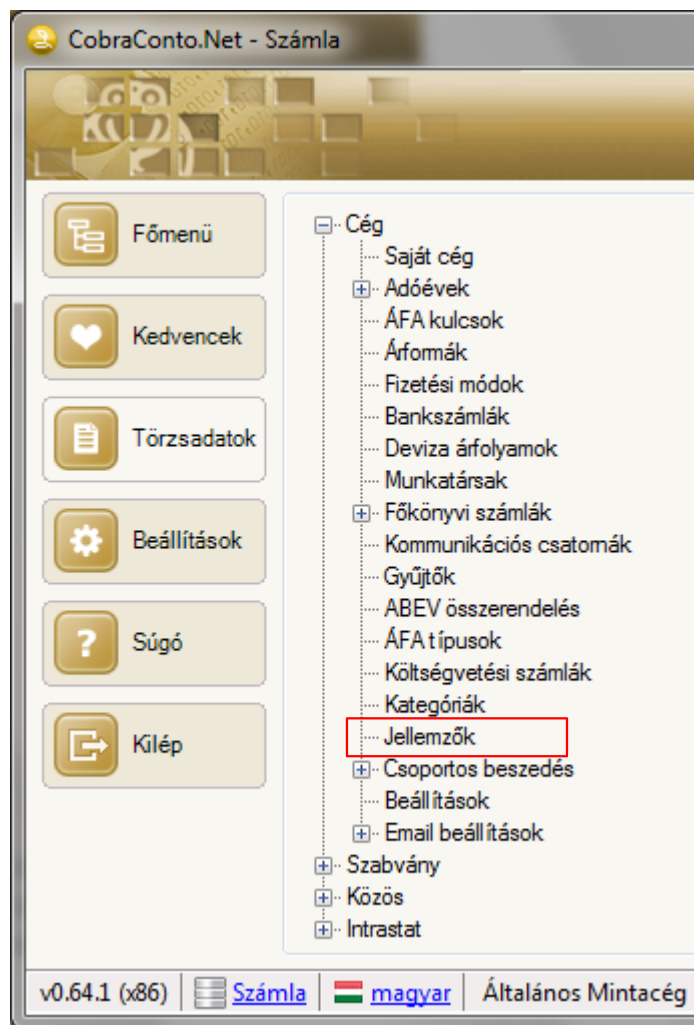 CobraConto.Net - Számla
Főmenü
Kedvencek
Törzsadatok
Beállítások
Súgó
Kilép
Cég
Saját cég
Adóévek
ÁFA kulcsok
Árformák
Fizetési módok
Bankszámlák
Deviza árfolyamok
Munkatársak
Főkönyvi számlák
Kommunikációs csatornák
Gyűjtők
ABEV összerendelés
ÁFA típusok
Költségvetési számlák
Kategóriák
Jellemzők
Csoportos beszedés
Beállítások
Email beállítások
Szabvány
Közös
Intrastat
v0.64.1 (x86) Számla magyar Általános Mintacég